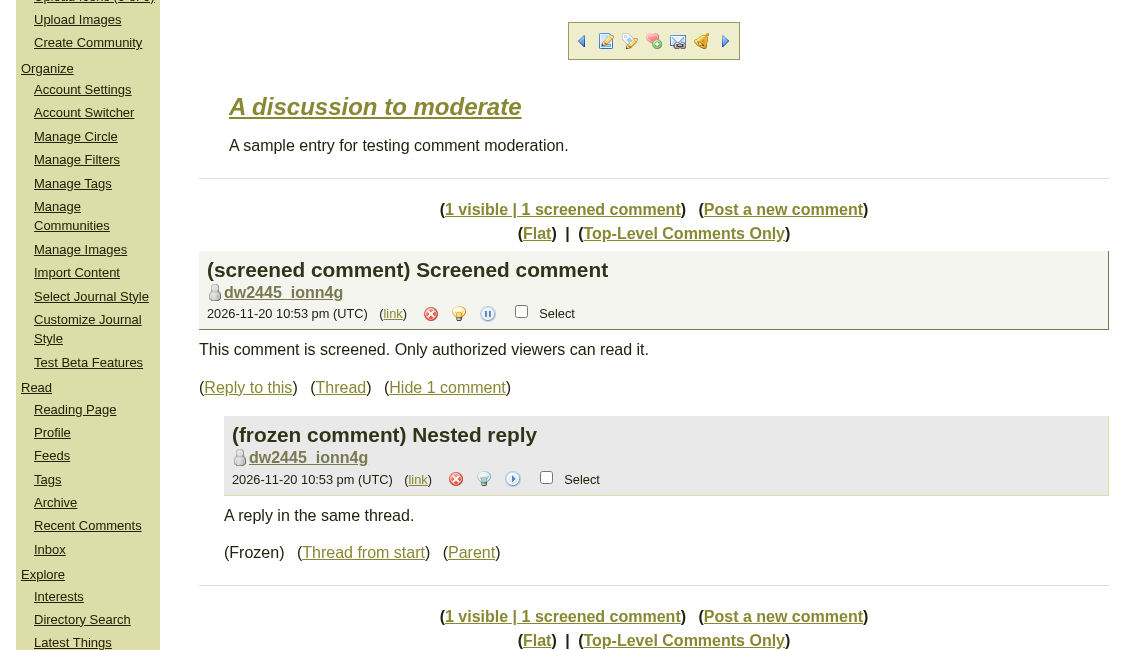 Upload Images
Create Community
Organize
Account Settings
Account Switcher
Manage Circle
Manage Filters
Manage Tags
Manage
Communities
Manage Images
Import Content
Select Journal Style
Customize Journal
Style
Test Beta Features
Read
Reading Page
Profile
Feeds
Tags
Archive
Recent Comments
Inbox
Explore
Interests
Directory Search
Latest Things
A discussion to moderate
A sample entry for testing comment moderation.
(1 visible | 1 screened comment) (Post a new comment)
(Flat) | (Top-Level Comments Only)
(screened comment) Screened comment
dw2445_ionn4g
2026-11-20 10:53 pm (UTC) (link) Select
This comment is screened. Only authorized viewers can read it.
(Reply to this) (Thread) (Hide 1 comment)
(frozen comment) Nested reply
dw2445_ionn4g
2026-11-20 10:53 pm (UTC) (link) Select
A reply in the same thread.
(Frozen) (Thread from start) (Parent)
(1 visible | 1 screened comment) (Post a new comment)
(Flat) | (Top-Level Comments Only)